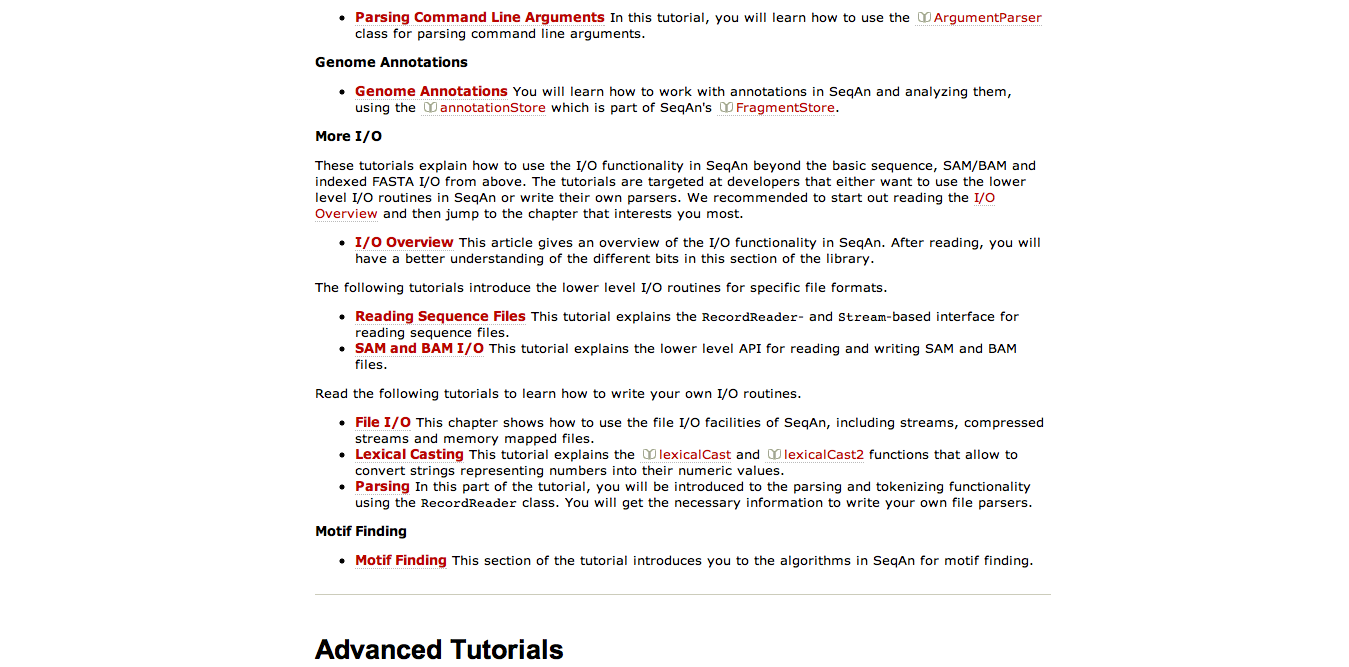 Parsing Command Line Arguments In this tutorial, you will learn how to use the ArgumentParser
class for parsing command line arguments.
Genome Annotations
Genome Annotations You will learn how to work with annotations in SeqAn and analyzing them,
using the annotationStore which is part of SeqAn's FragmentStore.
More I/O
These tutorials explain how to use the I/O functionality in SeqAn beyond the basic sequence, SAM/BAM and
indexed FASTA I/O from above. The tutorials are targeted at developers that either want to use the lower
level I/O routines in SeqAn or write their own parsers. We recommended to start out reading the I/O
Overview and then jump to the chapter that interests you most.
I/O Overview This article gives an overview of the I/O functionality in SeqAn. After reading, you will
have a better understanding of the different bits in this section of the library.
The following tutorials introduce the lower level I/O routines for specific file formats.
Reading Sequence Files This tutorial explains the RecordReader- and Stream-based interface for
reading sequence files.
SAM and BAM I/O This tutorial explains the lower level API for reading and writing SAM and BAM
files.
Read the following tutorials to learn how to write your own I/O routines.
File I/O This chapter shows how to use the file I/O facilities of SeqAn, including streams, compressed
streams and memory mapped files.
Lexical Casting This tutorial explains the lexicalCast and lexicalCast2 functions that allow to
convert strings representing numbers into their numeric values.
Parsing In this part of the tutorial, you will be introduced to the parsing and tokenizing functionality
using the RecordReader class. You will get the necessary information to write your own file parsers.
Motif Finding
Motif Finding This section of the tutorial introduces you to the algorithms in SeqAn for motif finding.
Advanced Tutorials